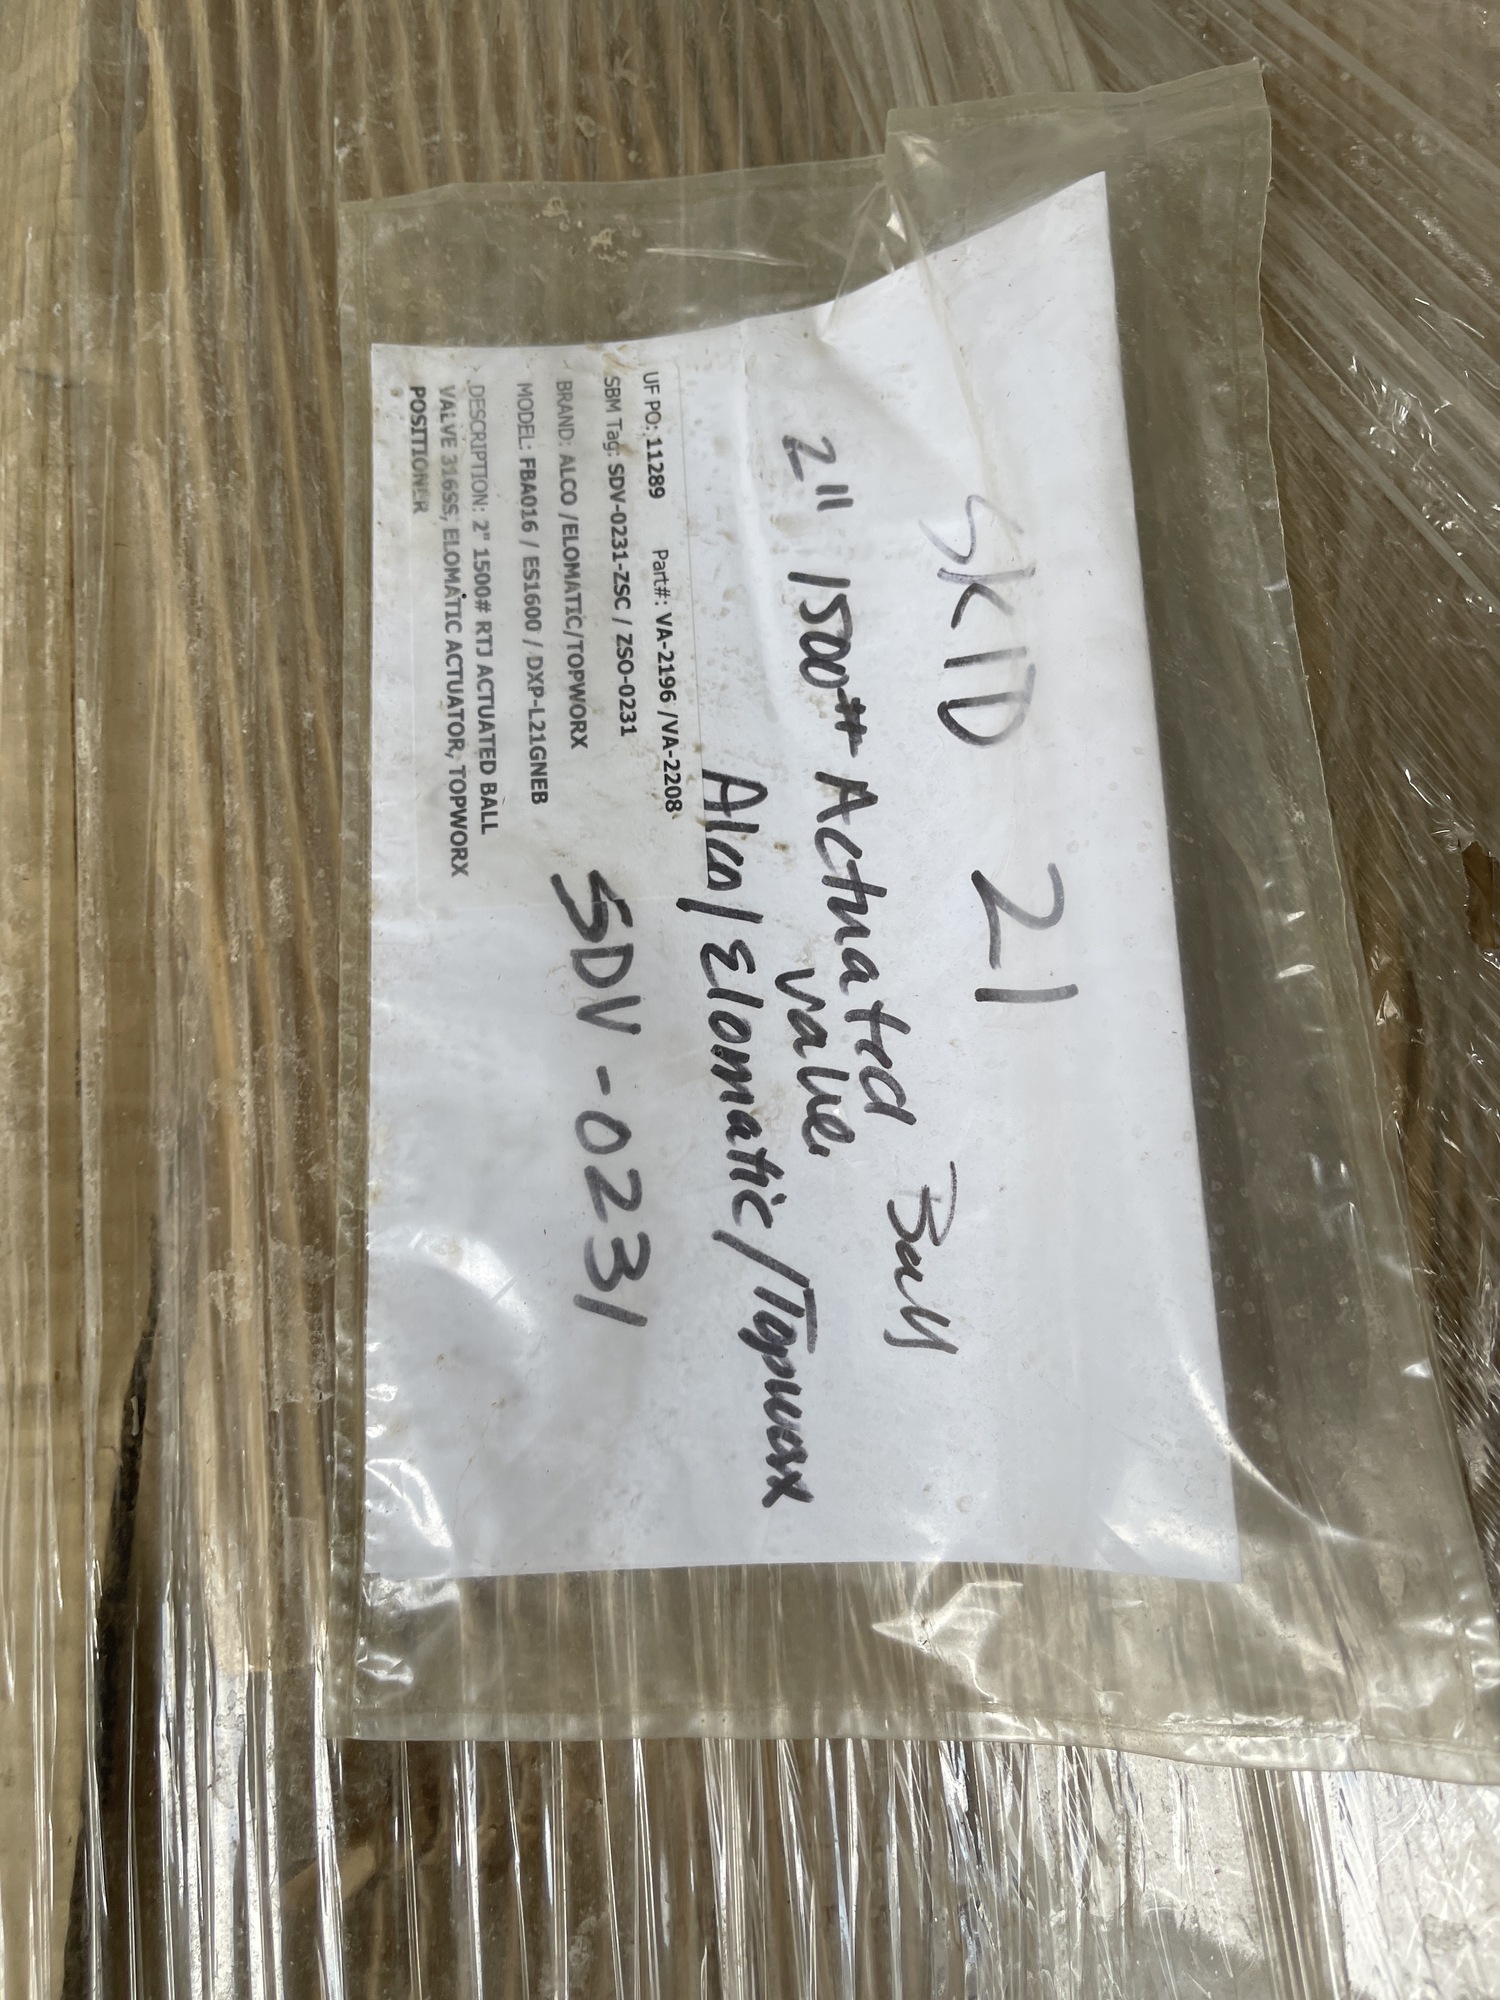 SKID 21
2" 1500# Actuated Ball
Valve
Alco/Elomatic/Topworx
UF PO: 11289 Part#: VA-2196 /VA-2208
SBM Tag: SDV-0231-ZSC / ZSO-0231
BRAND: ALCO /ELOMATIC/TOPWORX
MODEL: FBA016 / ES1600 / DXP-L21GNEB
SDV-0231
DESCRIPTION: 2" 1500# RTJ ACTUATED BALL
VALVE 316SS, ELOMATIC ACTUATOR, TOPWORX
POSITIONER